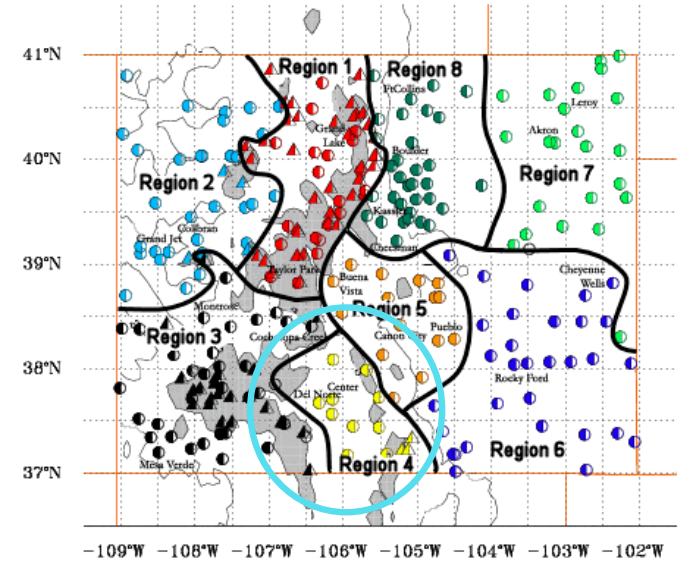 41°N
40°N
39°N
38°N
37°N
Region 1
Region 8
FtCollins
Leroy
Grand
Lake
Akron
Boulder
Region 7
Region 2
Kassler
Collbran
Grand Jct
Cheesman
Taylor Park
Buena
Vista
Cheyenne
Wells
Montrose
Region 5
Region 3
Cochetopa Creek
Canon City
Pueblo
Center
Del Norte
Rocky Ford
Mesa Verde
Region 4
Region 6
-109°W -108°W -107°W -106°W -105°W -104°W -103°W -102°W